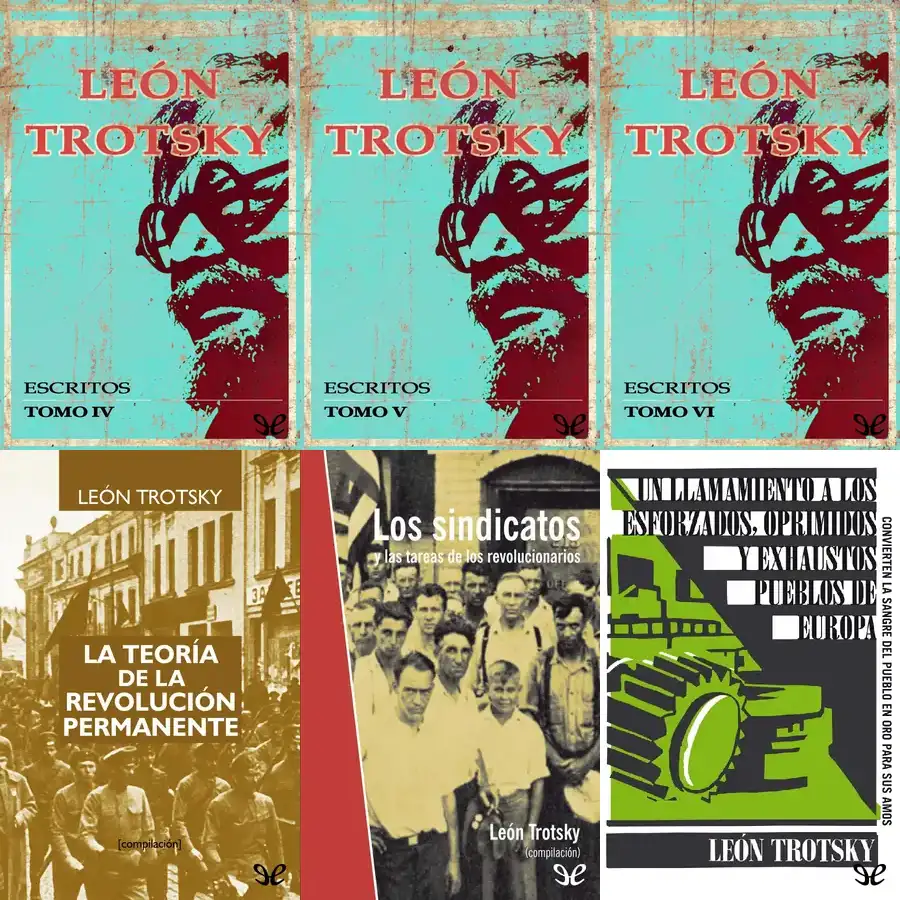 LEÓN
TROTSKY
ESCRITOS
TOMO IV
LEÓN
TROTSKY
ESCRITOS
TOMO V
LEÓN
TROTSKY
ESCRITOS
TOMO VI
LEÓN TROTSKY
LA TEORÍA
DE LA
REVOLUCIÓN
PERMANENTE
[compilación]
Los sindicatos
y las tareas de los revolucionarios
León Trotsky
(compilación)
UN LLAMAMIENTO A LOS
ESFORZADOS, OPRIMIDOS
Y EXHAUSTOS
PUEBLOS DE
EUROPA
CONVIERTEN LA SANGRE DEL PUEBLO EN ORO PARA SUS AMOS
LEÓN TROTSKY